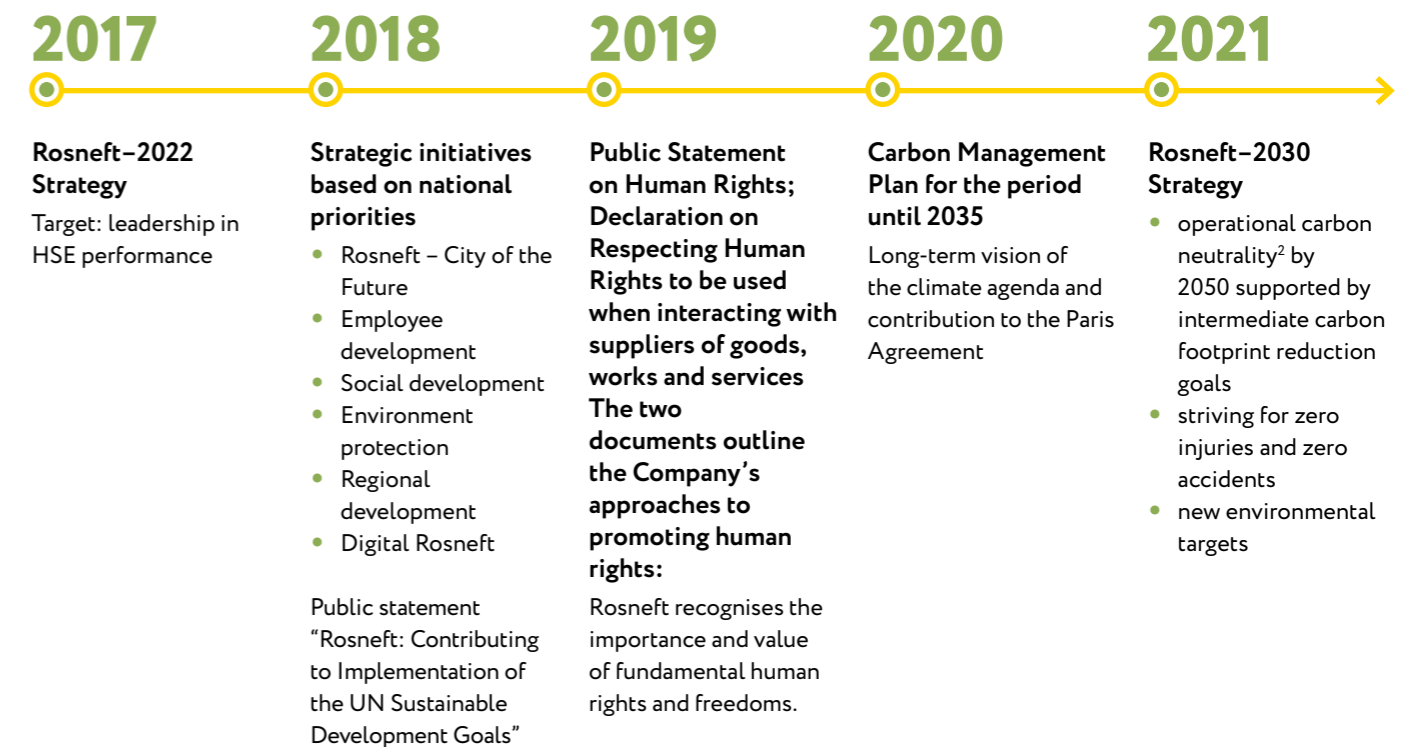 2017
Rosneft–2022
Strategy
Target: leadership in
HSE performance
2018
Strategic initiatives
based on national
priorities
• Rosneft – City of the
Future
• Employee
development
• Social development
• Environment
protection
• Regional
development
• Digital Rosneft
Public statement
“Rosneft: Contributing
to Implementation of
the UN Sustainable
Development Goals”
2019
Public Statement
on Human Rights;
Declaration on
Respecting Human
Rights to be used
when interacting with
suppliers of goods,
works and services
The two
documents outline
the Company’s
approaches to
promoting human
rights:
Rosneft recognises the
importance and value
of fundamental human
rights and freedoms.
2020
Carbon Management
Plan for the period
until 2035
Long-term vision of
the climate agenda and
contribution to the Paris
Agreement
2021
Rosneft–2030
Strategy
• operational carbon
neutrality² by
2050 supported by
intermediate carbon
footprint reduction
goals
• striving for zero
injuries and zero
accidents
• new environmental
targets